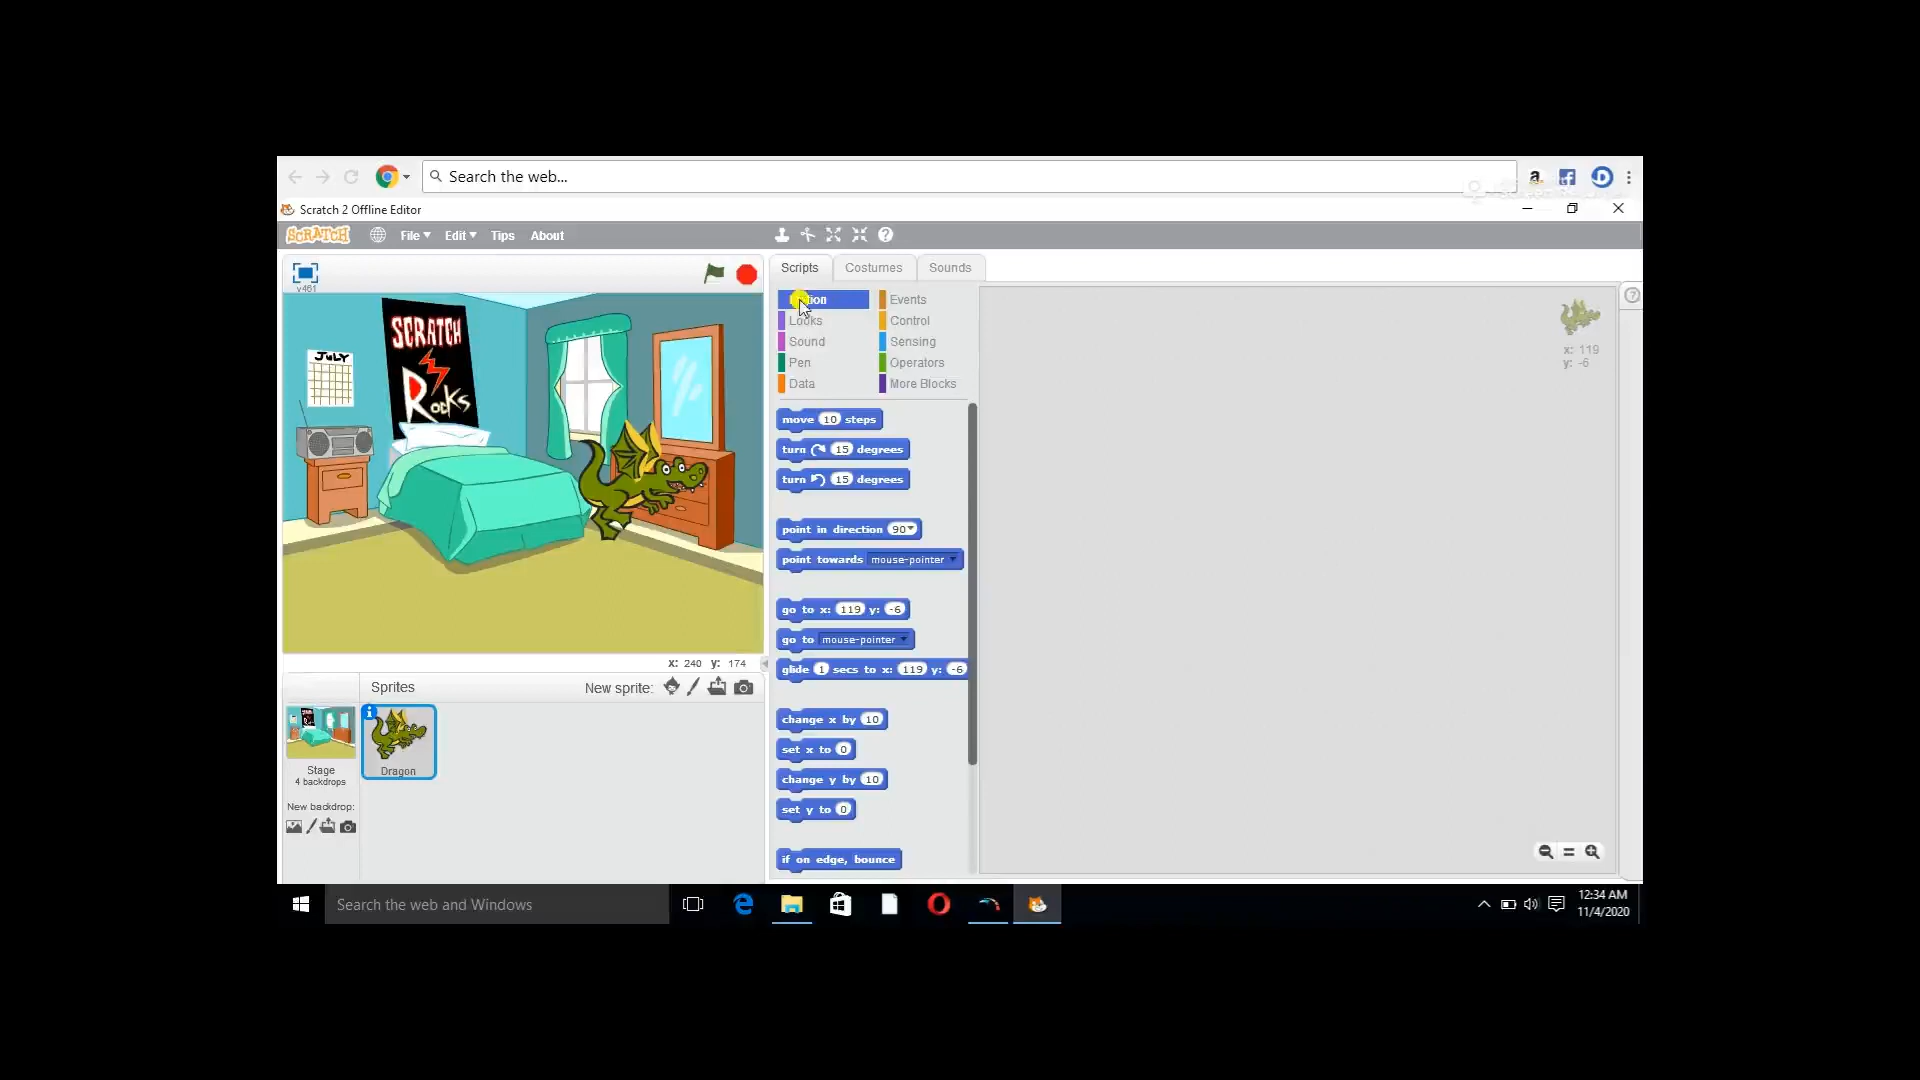 Search the web...
Scratch 2 Offline Editor
SCRATCH
File
Edit
Tips
About
v461
Scripts
Costumes
Sounds
Events
Looks
Control
Sound
Sensing
Pen
Operators
Data
More Blocks
x: 119
y: -6
JULY
SCRATCH
Rocks
move 10 steps
turn 15 degrees
turn 15 degrees
point in direction 90
point towards mouse-pointer
go to x: 119 y: -6
go to mouse-pointer
glide 1 secs to x: 119 y: -6
change x by 10
set x to 0
change y by 10
set y to 0
if on edge, bounce
x: 240 y: 174
Sprites
New sprite:
Stage
4 backdrops
New backdrop:
Dragon
Search the web and Windows
12:34 AM
11/4/2020